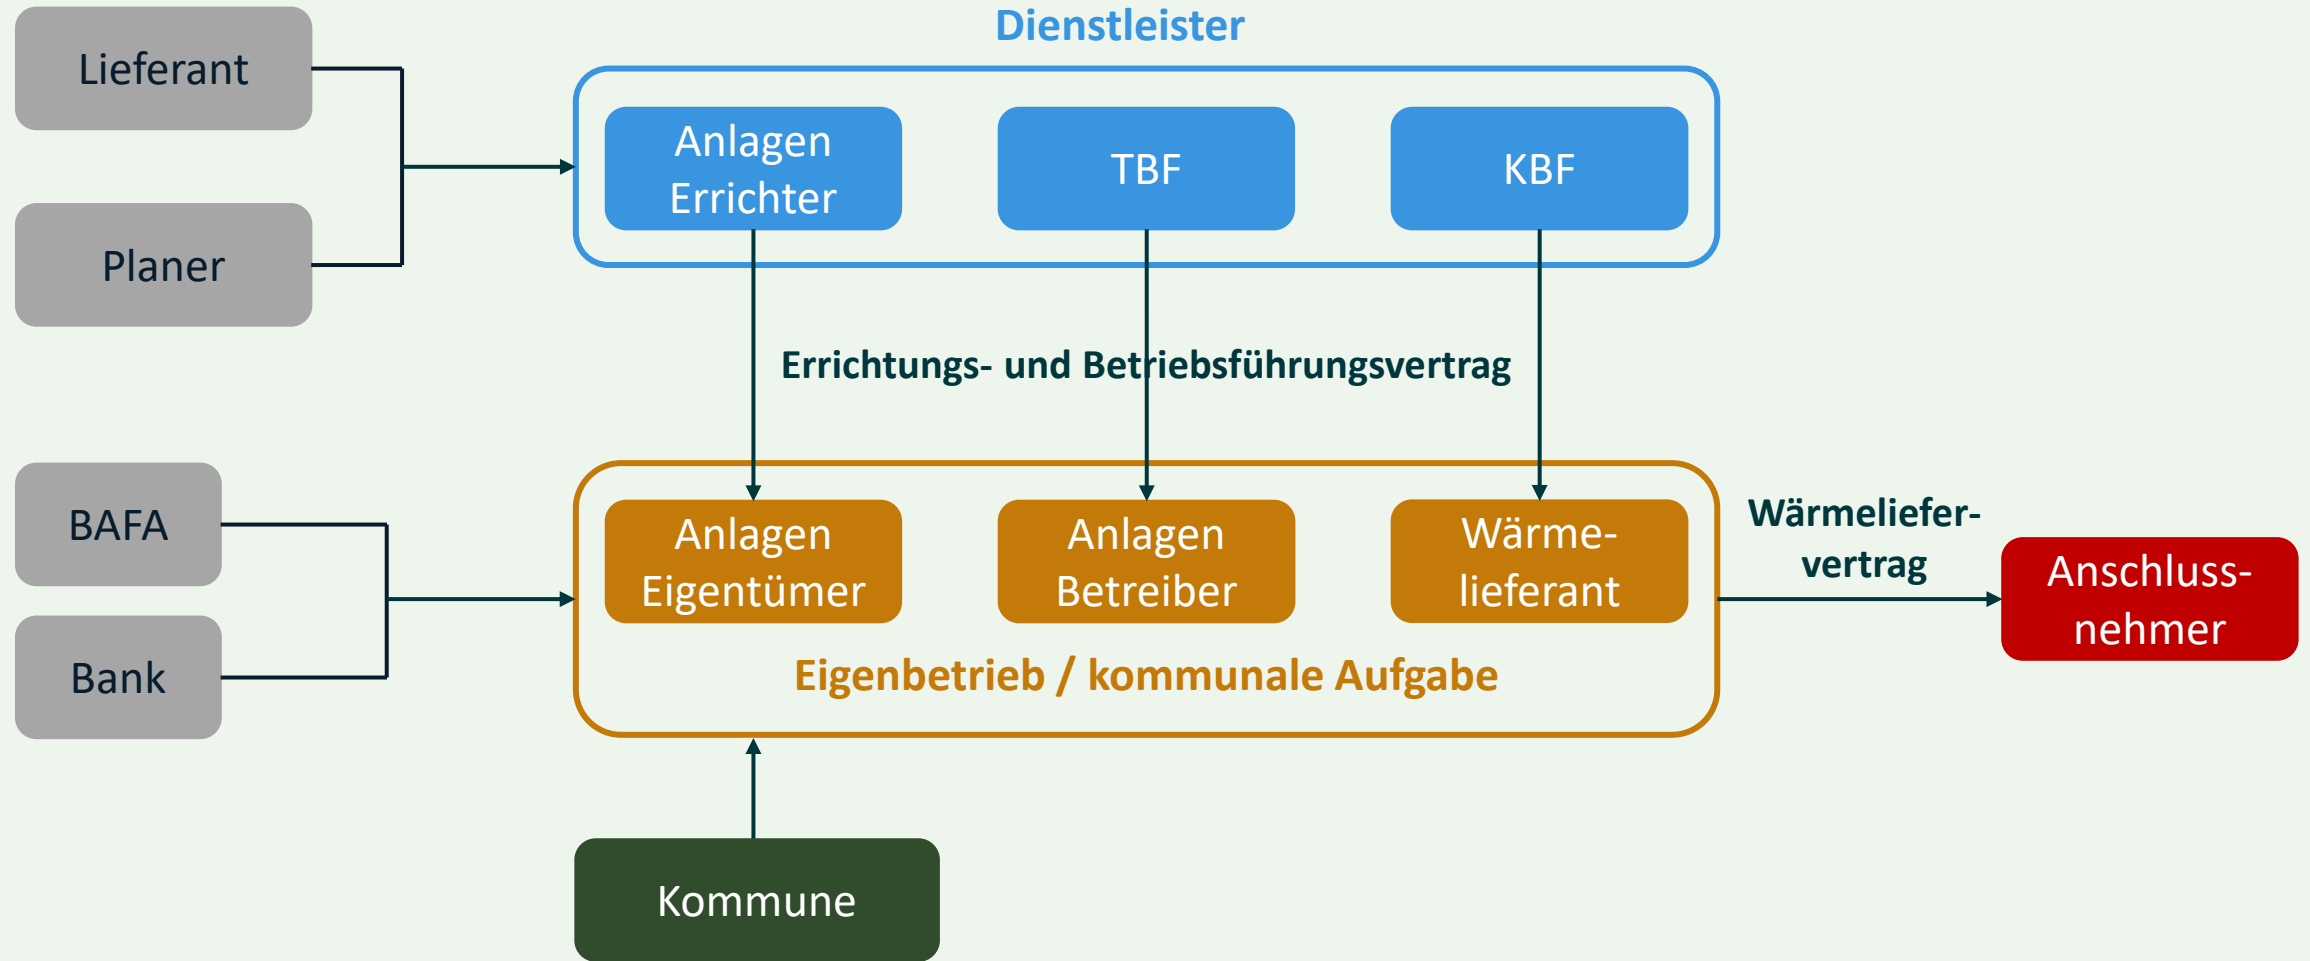 Dienstleister
Lieferant
Planer
Anlagen
Errichter
TBF
KBF
Errichtungs- und Betriebsführungsvertrag
BAFA
Bank
Anlagen
Eigentümer
Anlagen
Betreiber
Wärme-
lieferant
Eigenbetrieb / kommunale Aufgabe
Wärmeliefer-
vertrag
Anschluss-
nehmer
Kommune